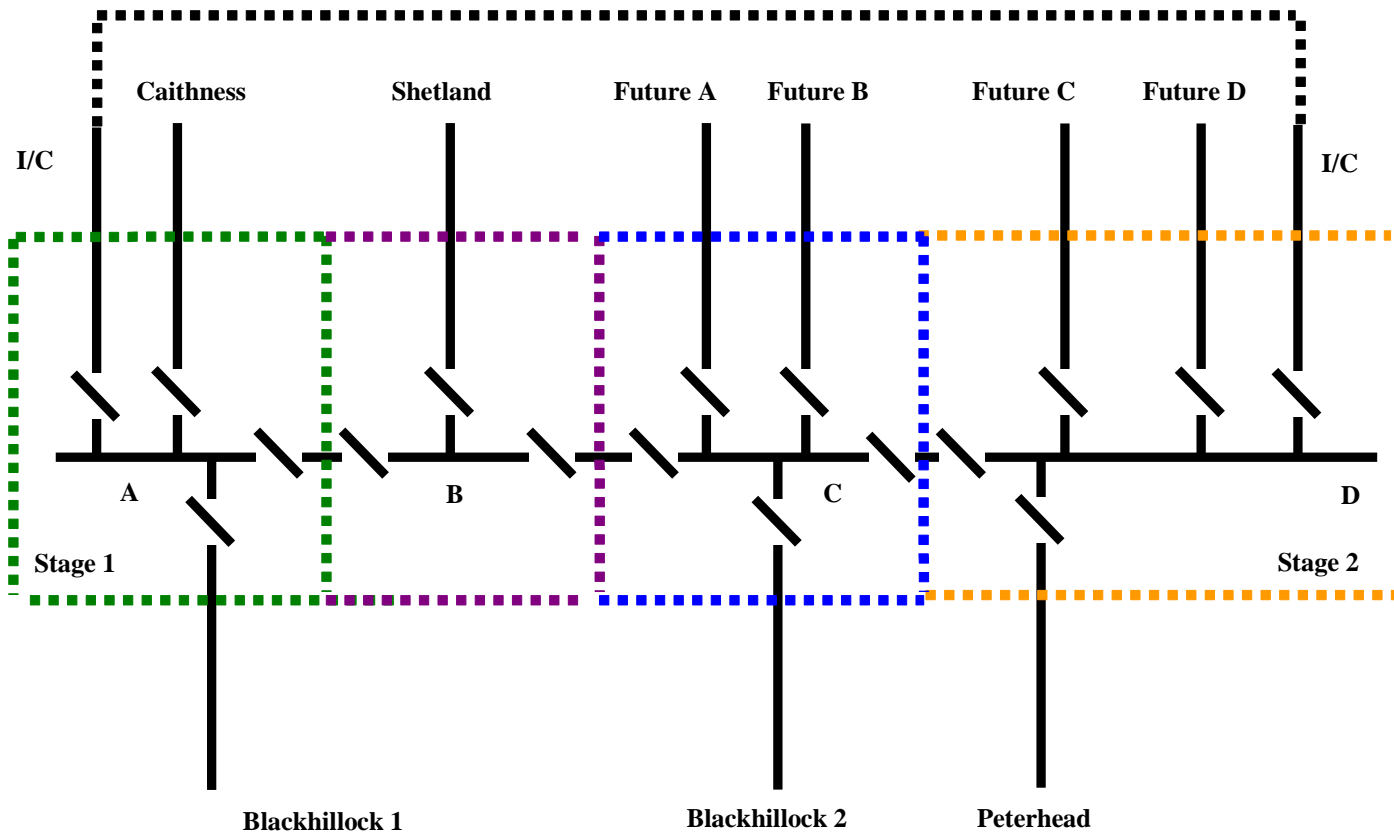 Caithness Shetland Future A Future B Future C Future D
I/C I/C
A B C D
Stage 1 Stage 2
Blackhillock 1 Blackhillock 2 Peterhead